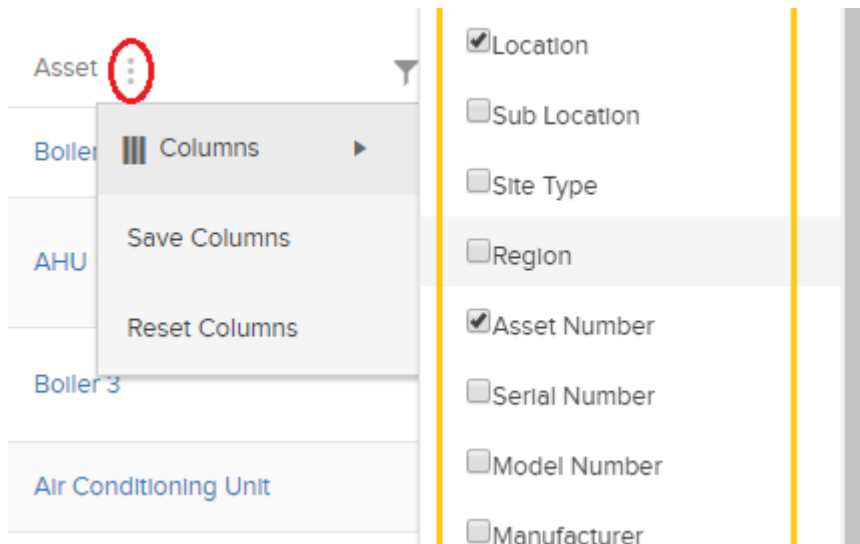 Asset
Boiler
AHU
Boiler 3
Air Conditioning Unit
Columns
Save Columns
Reset Columns
Location
Sub Location
Site Type
Region
Asset Number
Serial Number
Model Number
Manufacturer